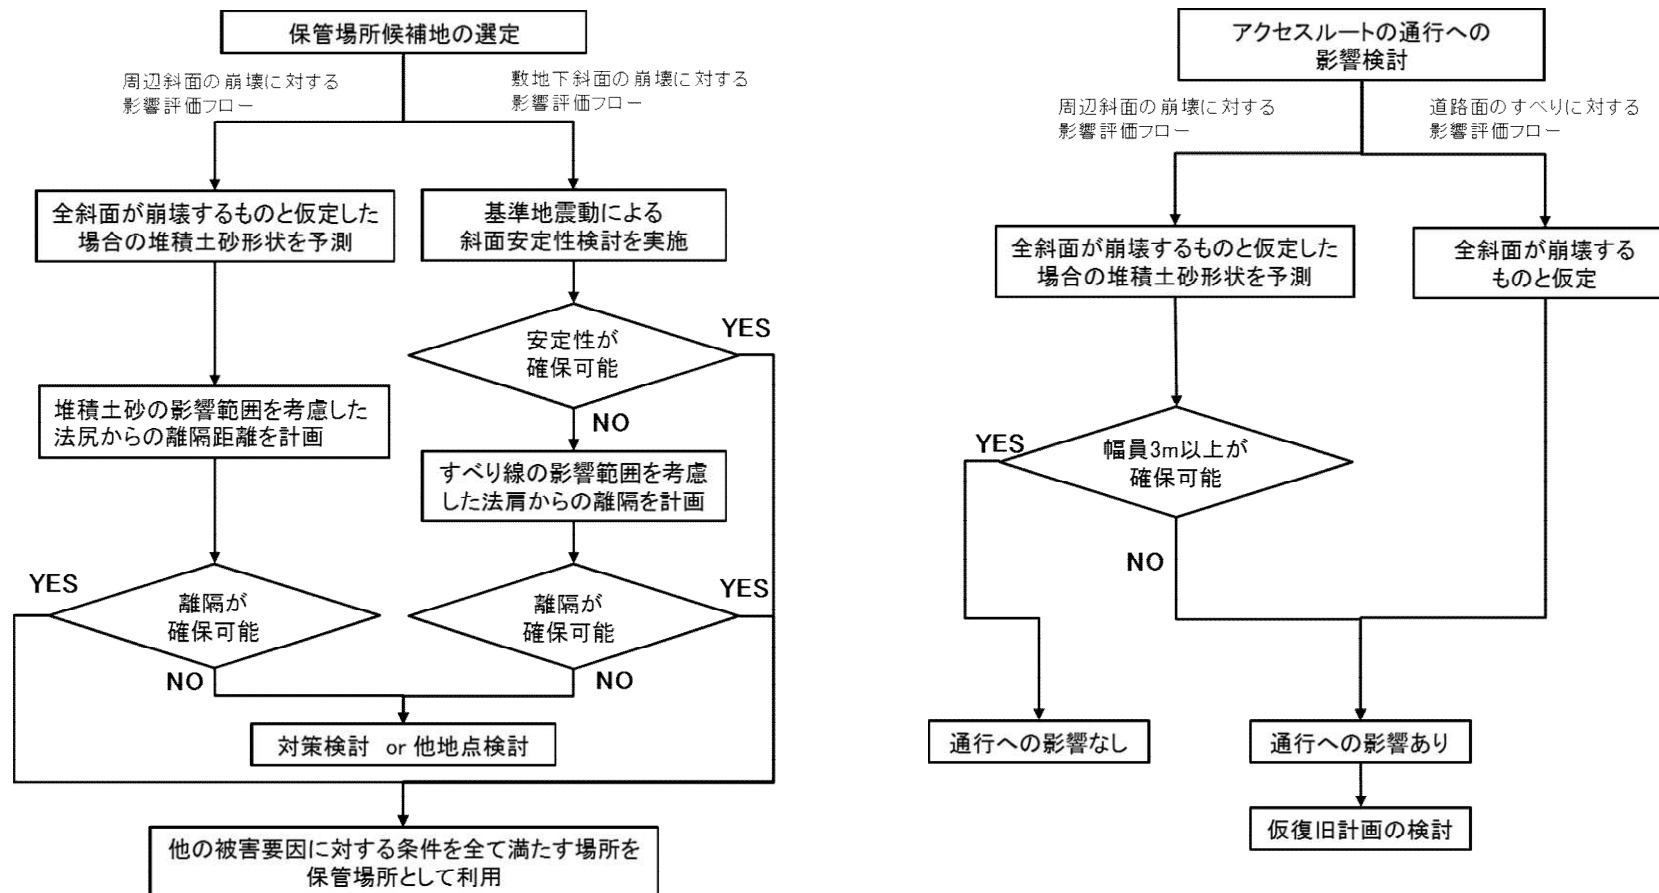 保管場所候補地の選定
周辺斜面の崩壊に対する
影響評価フロー
敷地下斜面の崩壊に対する
影響評価フロー
全斜面が崩壊するものと仮定した
場合の堆積土砂形状を予測
基準地震動による
斜面安定性検討を実施
安定性が
確保可能
YES
NO
堆積土砂の影響範囲を考慮した
法尻からの離隔距離を計画
すべり線の影響範囲を考慮
した法肩からの離隔を計画
YES
離隔が
確保可能
NO
離隔が
確保可能
YES
NO
対策検討 or 他地点検討
他の被害要因に対する条件を全て満たす場所を
保管場所として利用
アクセスルートの通行への
影響検討
周辺斜面の崩壊に対する
影響評価フロー
道路面のすべりに対する
影響評価フロー
全斜面が崩壊するものと仮定した
場合の堆積土砂形状を予測
全斜面が崩壊する
ものと仮定
YES
幅員3m以上が
確保可能
NO
通行への影響なし
通行への影響あり
仮復旧計画の検討